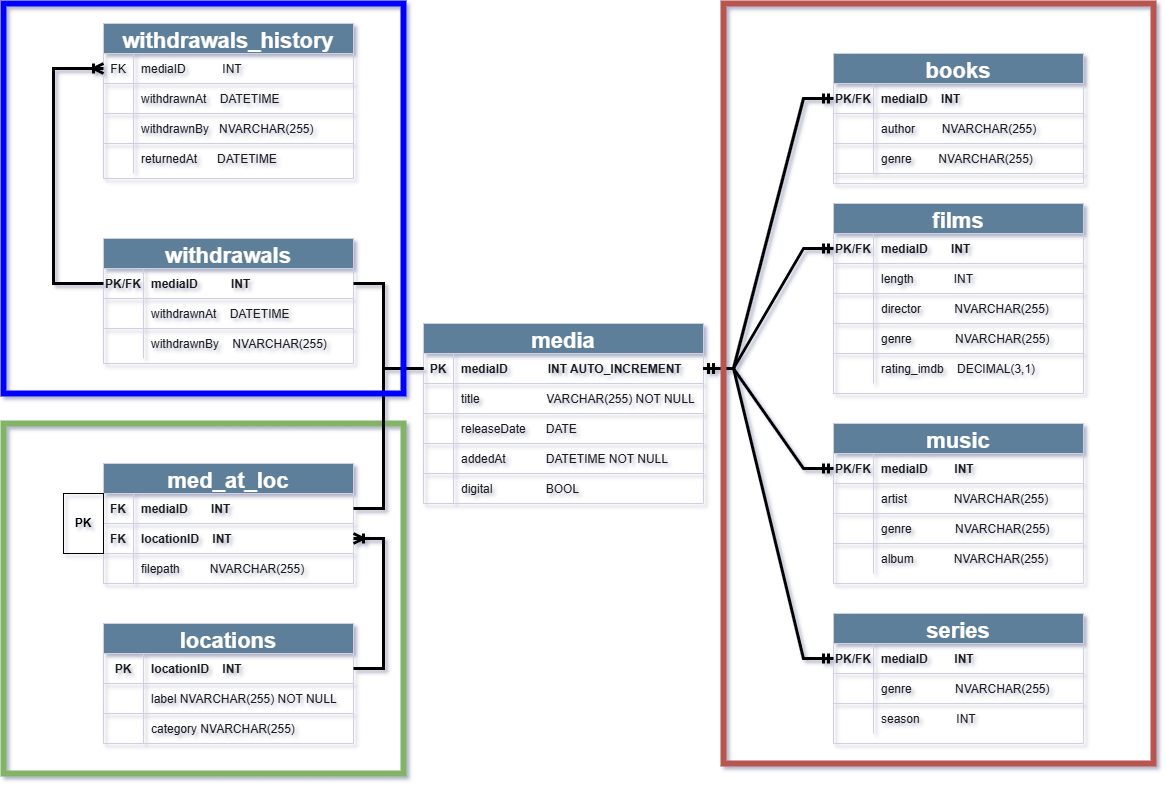 withdrawals_history
FK mediaID INT
withdrawnAt DATETIME
withdrawnBy NVARCHAR(255)
returnedAt DATETIME
withdrawals
PK/FK mediaID INT
withdrawnAt DATETIME
withdrawnBy NVARCHAR(255)
med_at_loc
PK
FK mediaID INT
FK locationID INT
filepath NVARCHAR(255)
locations
PK locationID INT
label NVARCHAR(255) NOT NULL
category NVARCHAR(255)
media
PK mediaID INT AUTO_INCREMENT
title VARCHAR(255) NOT NULL
releaseDate DATE
addedAt DATETIME NOT NULL
digital BOOL
books
PK/FK mediaID INT
author NVARCHAR(255)
genre NVARCHAR(255)
films
PK/FK mediaID INT
length INT
director NVARCHAR(255)
genre NVARCHAR(255)
rating_imdb DECIMAL(3,1)
music
PK/FK mediaID INT
artist NVARCHAR(255)
genre NVARCHAR(255)
album NVARCHAR(255)
series
PK/FK mediaID INT
genre NVARCHAR(255)
season INT